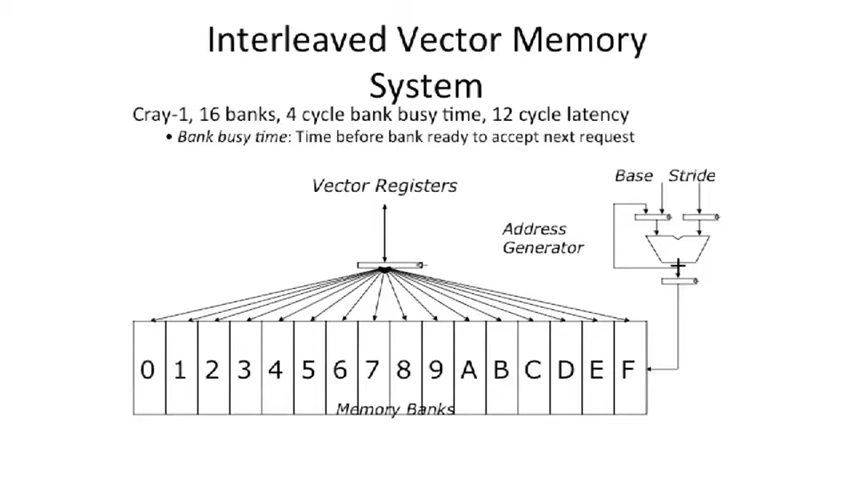 Interleaved Vector Memory
System
Cray-1, 16 banks, 4 cycle bank busy time, 12 cycle latency
• Bank busy time: Time before bank ready to accept next request
Base Stride
Vector Registers
Address
Generator
+
0 1 2 3 4 5 6 7 8 9 A B C D E F
Memory Banks